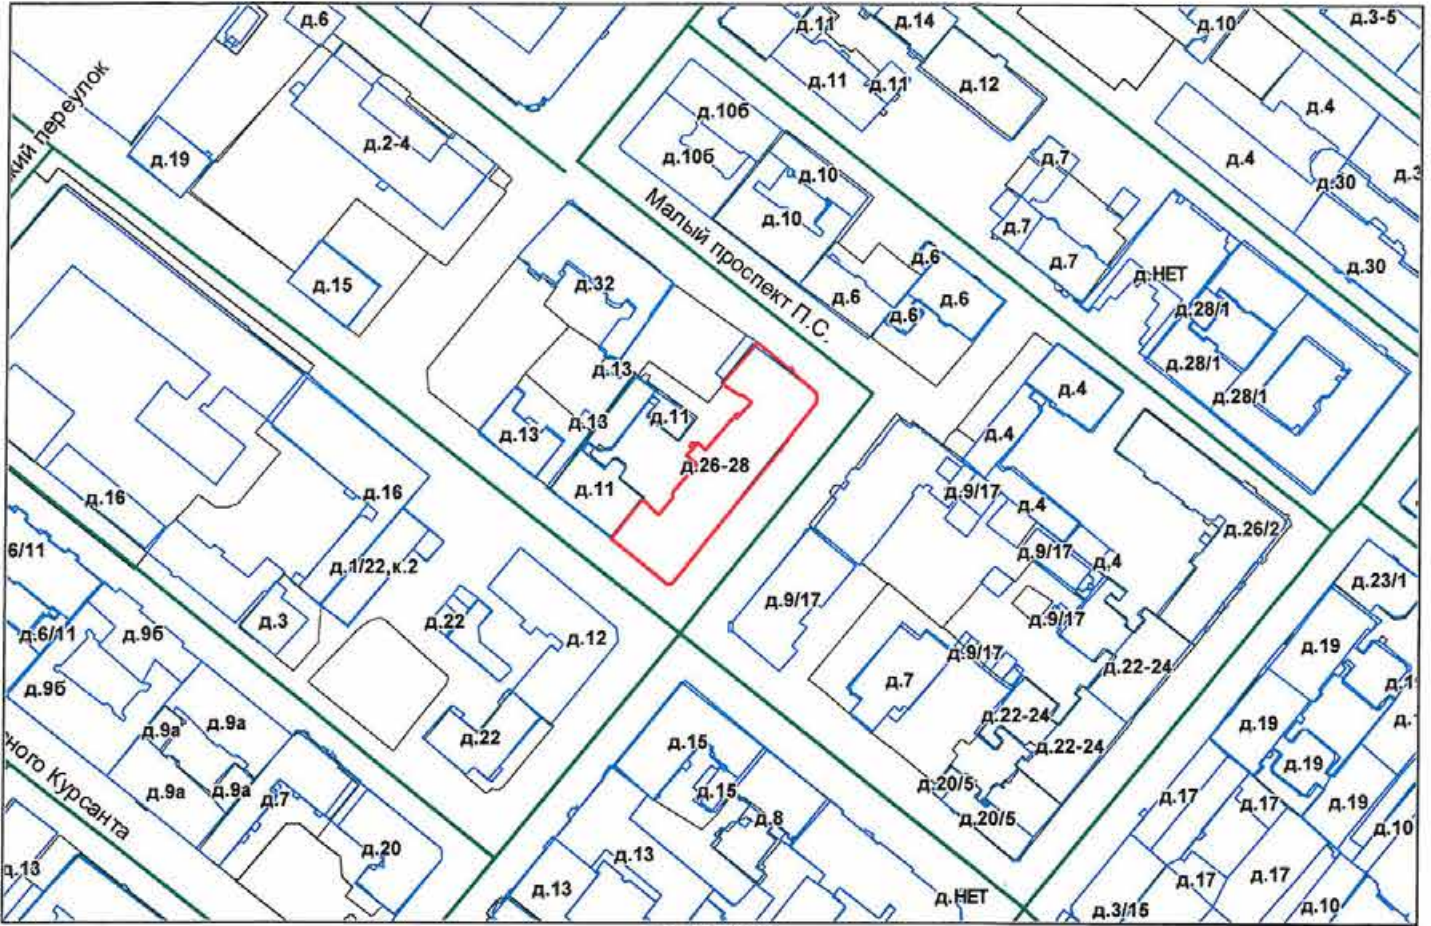 д.6
д.11
д.14
д.10
д.3-5
кий переулок
д.19
д.2-4
д.10б
д.11
д.11
д.12
д.4
д.10б
д.10
д.7
д.4
д.30
д.10
д.7
Малый проспект П.С.
д.15
д.32
д.6
д.6
д.6
д.6
д.7
д.НЕТ
д.30
д.28/1
д.28/1
д.28/1
д.13
д.13
д.13
д.11
д.11
д.26-28
д.4
д.4
д.16
д.16
д.9/17
д.4
д.26/2
6/11
д.1/22,к.2
д.9/17
д.4
д.23/1
д.3
д.22
д.12
д.9/17
д.9/17
д.6/11
д.9б
д.9/17
д.22-24
д.19
д.9б
д.7
д.9а
д.9а
д.22
д.15
д.22-24
д.22-24
д.19
сного Курсанта
д.9а
д.9а
д.7
д.15
д.8
д.20/5
д.20/5
д.19
д.17
д.17
д.19
д.10
д.13
д.20
д.13
д.13
д.НЕТ
д.17
д.17
д.3/15
д.10